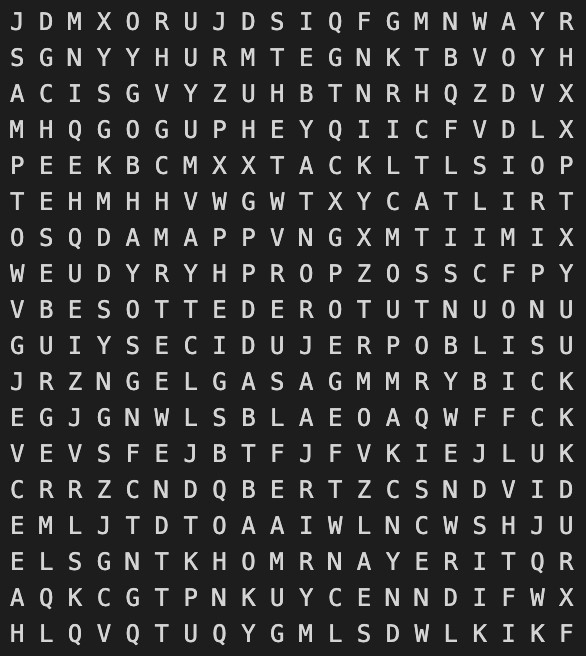 J D M X O R U J D S I Q F G M N W A Y R
S G N Y Y H U R M T E G N K T B V O Y H
A C I S G V Y Z U H B T N R H Q Z D V X
M H Q G O G U P H E Y Q I I C F V D L X
P E E K B C M X X T A C K L T L S I O P
T E H M H H V W G W T X Y C A T L I R T
O S Q D A M A P P V N G X M T I I M I X
W E U D Y R Y H P R O P Z O S S C F P Y
V B E S O T T E D E R O T U T N U O N U
G U I Y S E C I D U J E R P O B L I S U
J R Z N G E L G A S A G M M R Y B I C K
E G J G N W L S B L A E O A Q W F F C K
V E V S F E J B T F J F V K I E J L U K
C R R Z C N D Q B E R T Z C S N D V I D
E M L J T D T O A A I W L N C W S H J U
E L S G N T K H O M R N A Y E R I T Q R
A Q K C G T P N K U Y C E N N D I F W X
H L Q V Q T U Q Y G M L S D W L K I K F